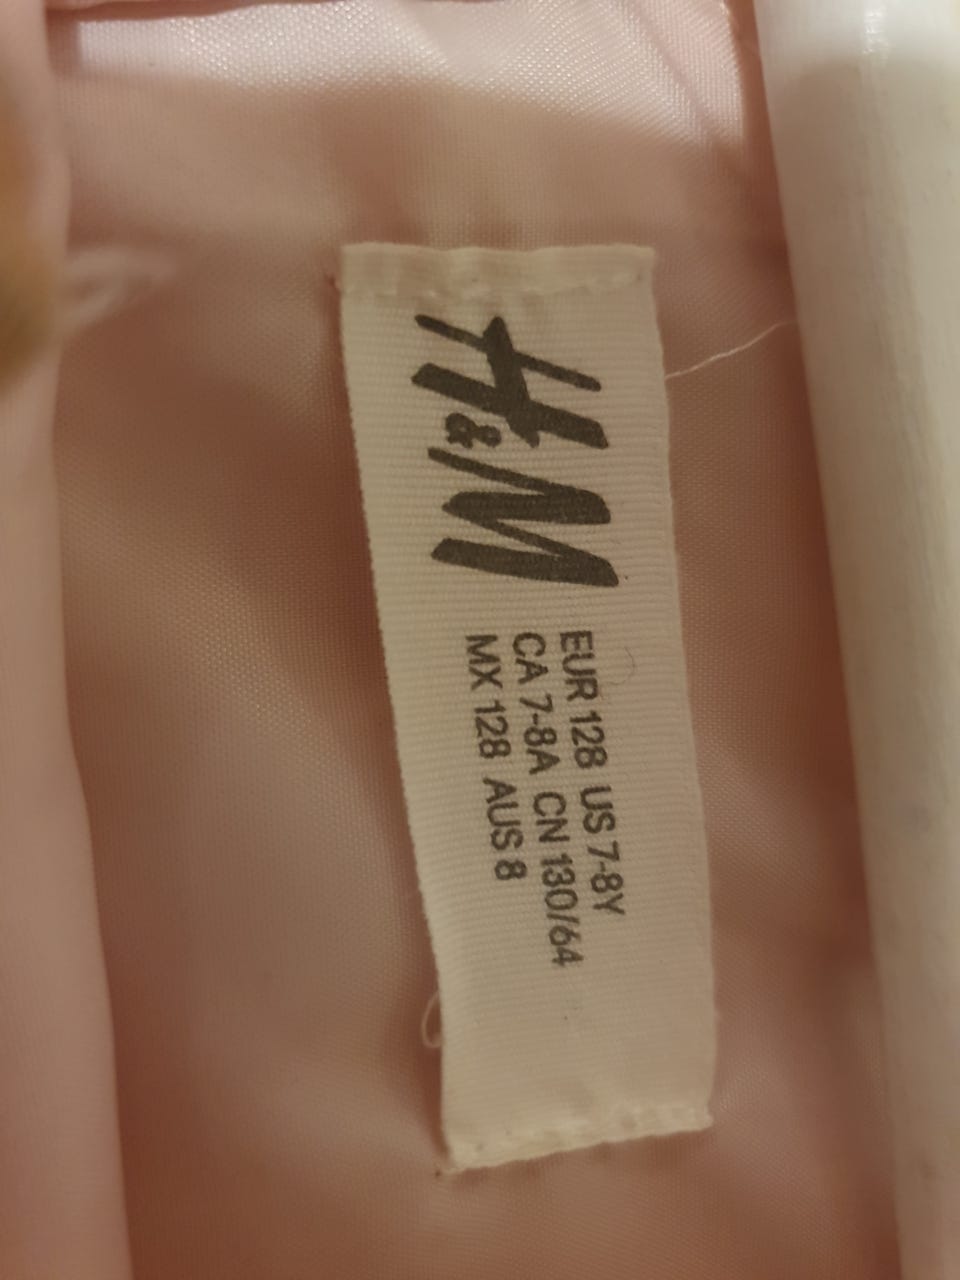 H&M
EUR 128 US 7-8Y
CA 7-8A CN 130/64
MX 128 AUS 8